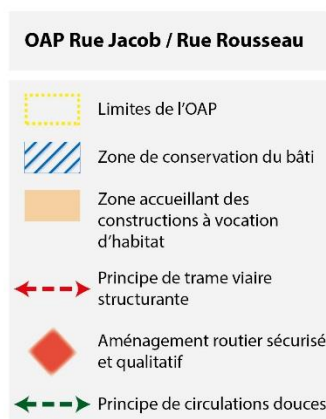 OAP Rue Jacob / Rue Rousseau
Limites de l'OAP
Zone de conservation du bâti
Zone accueillant des
constructions à vocation
d'habitat
Principe de trame viaire
structurante
Aménagement routier sécurisé
et qualitatif
Principe de circulations douces